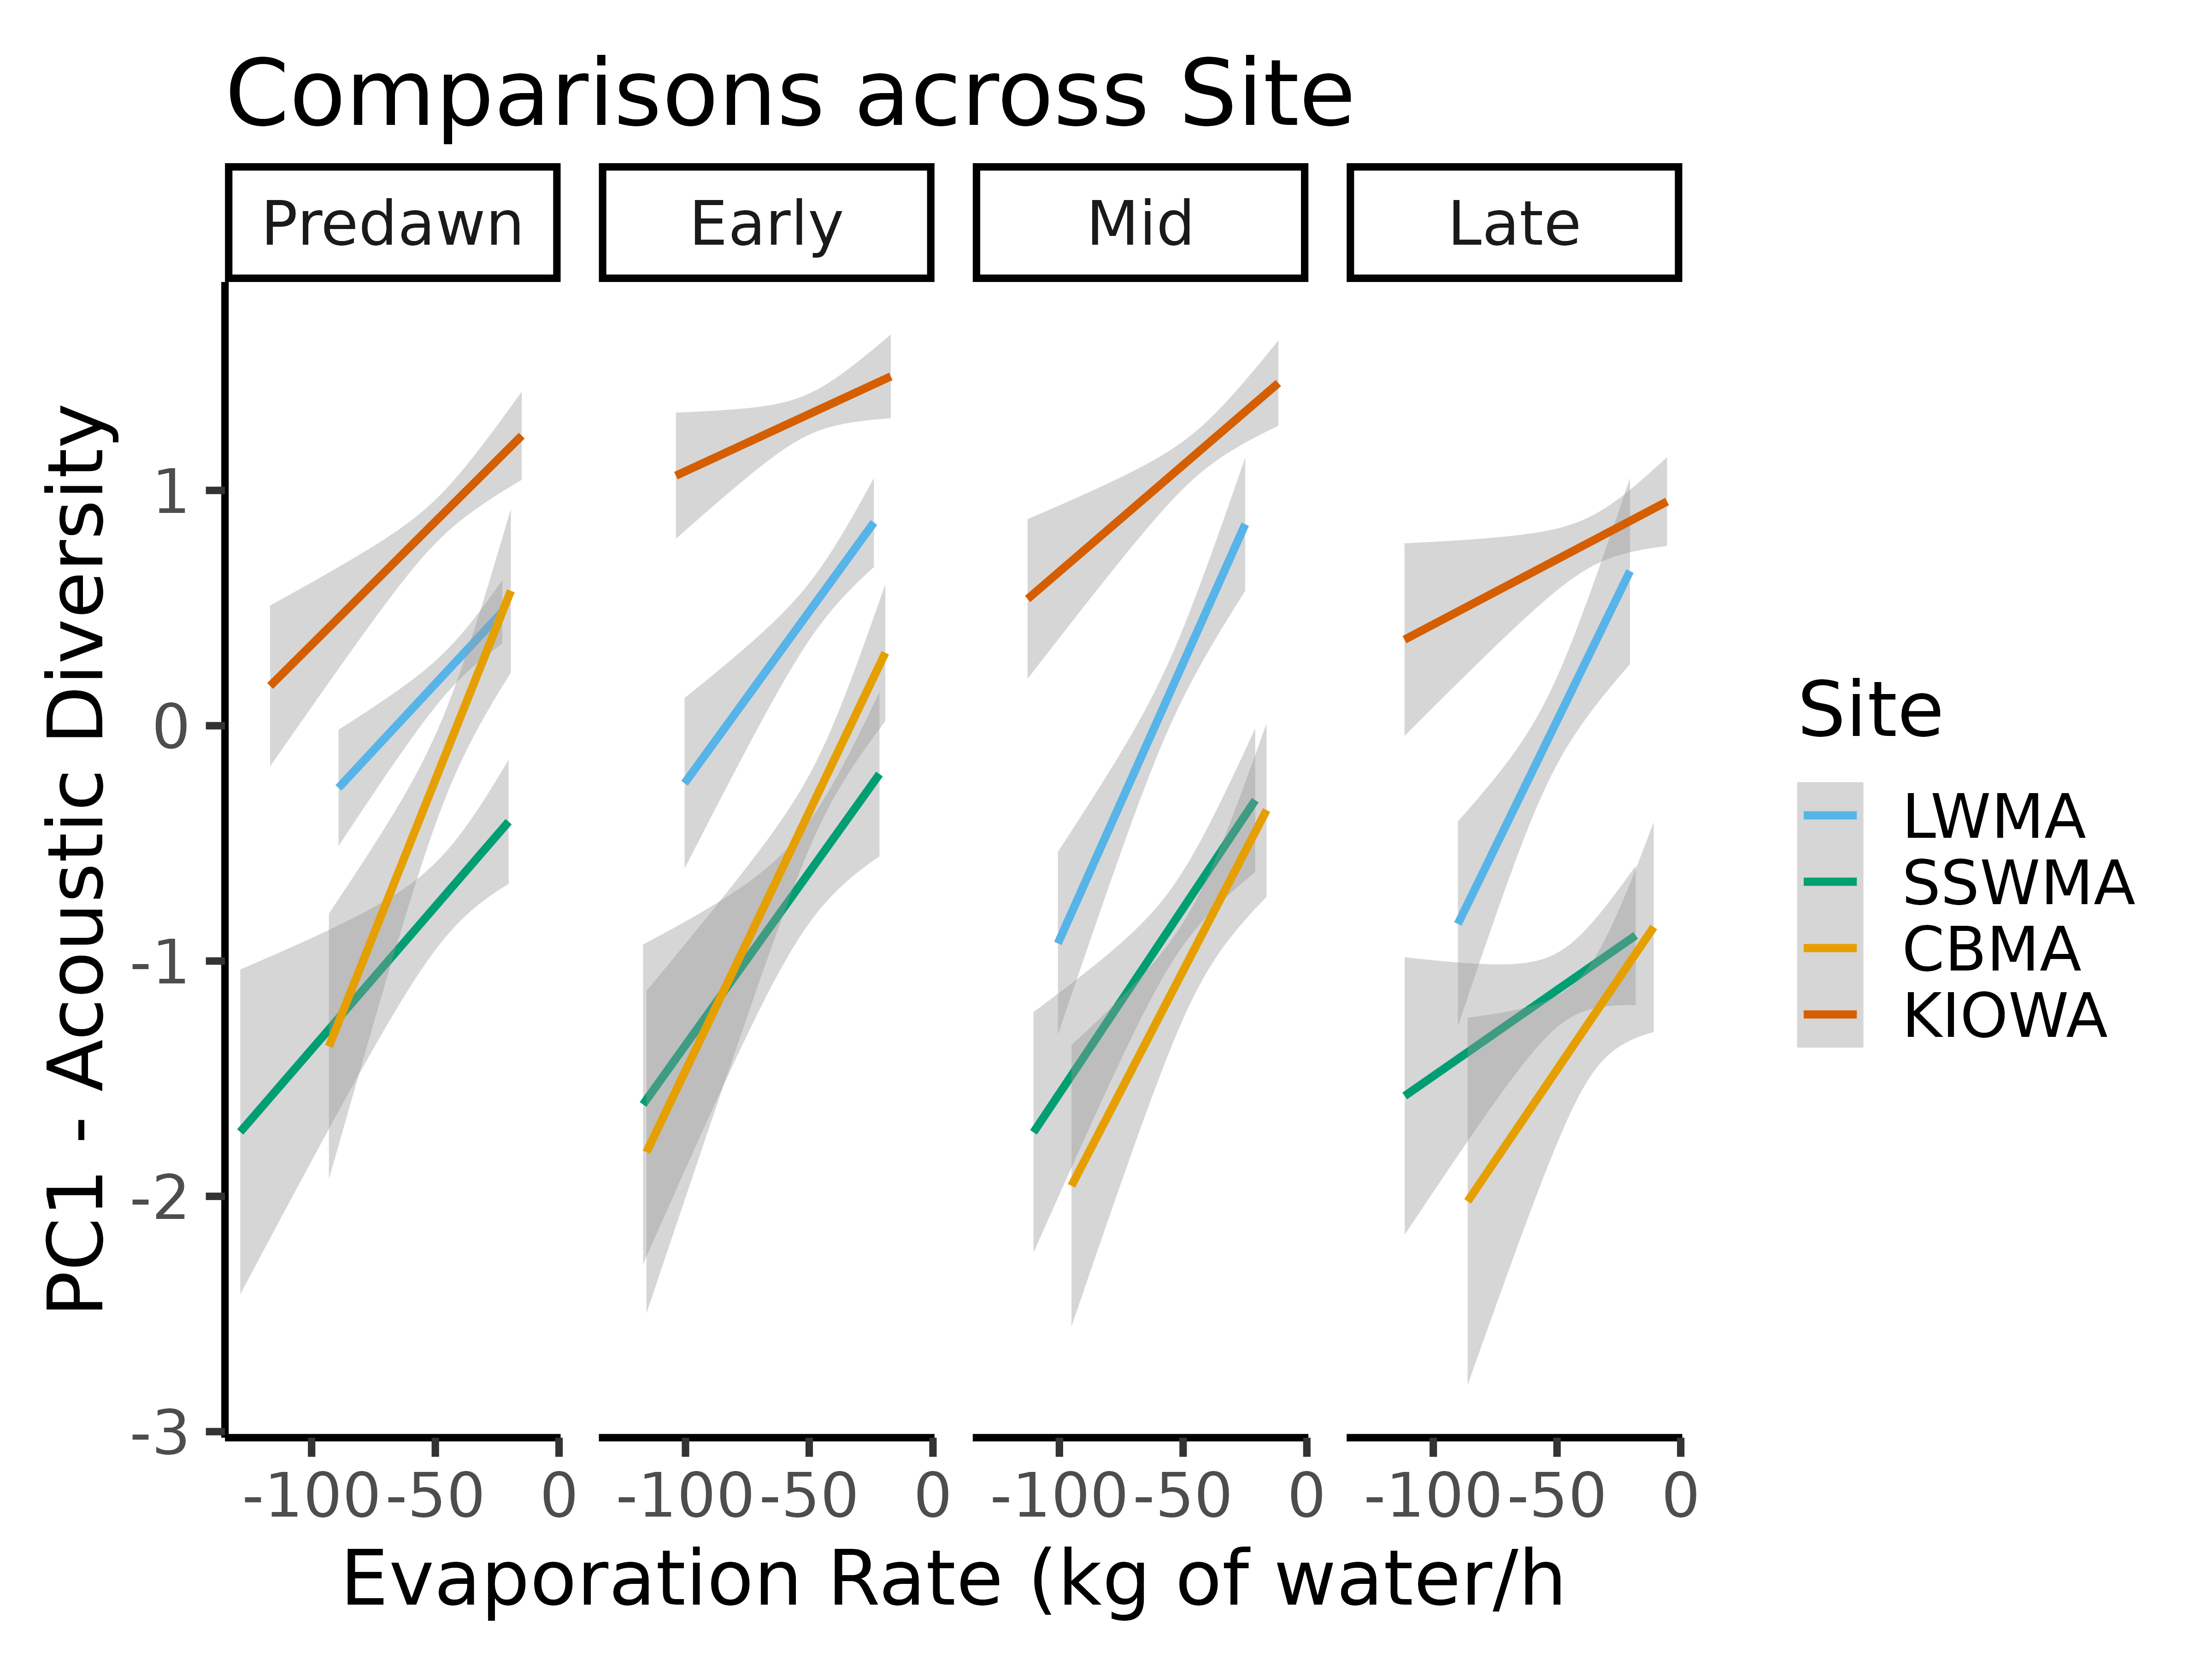 Comparisons across Site
Predawn Early Mid Late
PC1 - Acoustic Diversity
1
0
-1
-2
-3
-100 -50 0 -100 -50 0 -100 -50 0 -100 -50 0
Evaporation Rate (kg of water/h
Site
LWMA
SSWMA
CBMA
KIOWA